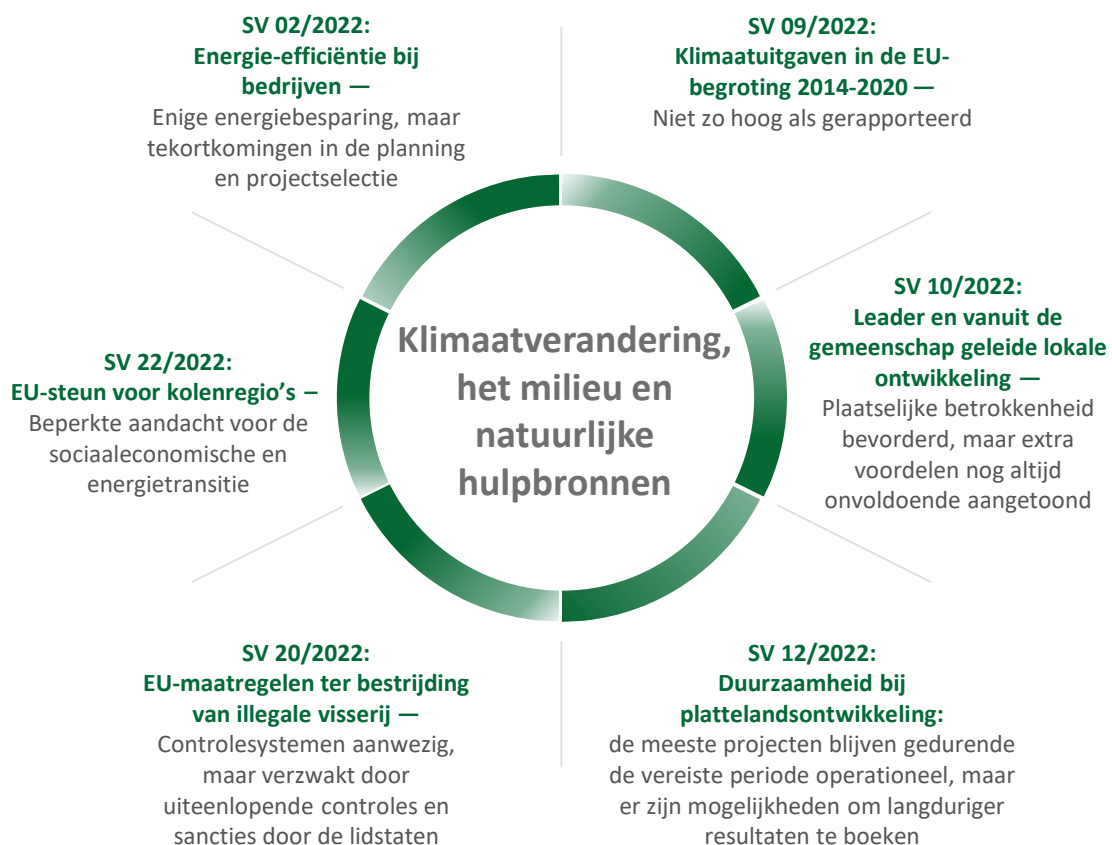 SV 02/2022:
Energie-efficiëntie bij
bedrijven —
Enige energiebesparing, maar
tekortkomingen in de planning
en projectselectie
SV 09/2022:
Klimaatuitgaven in de EU-
begroting 2014-2020 —
Niet zo hoog als gerapporteerd
SV 10/2022:
Leader en vanuit de
gemeenschap geleide lokale
ontwikkeling —
Plaatselijke betrokkenheid
bevorderd, maar extra
voordelen nog altijd
onvoldoende aangetoond
Klimaatverandering,
het milieu en
natuurlijke
hulpbronnen
SV 22/2022:
EU-steun voor kolenregio's –
Beperkte aandacht voor de
sociaaleconomische en
energietransitie
SV 20/2022:
EU-maatregelen ter bestrijding
van illegale visserij —
Controlesystemen aanwezig,
maar verzwakt door
uiteenlopende controles en
sancties door de lidstaten
SV 12/2022:
Duurzaamheid bij
plattelandsontwikkeling:
de meeste projecten blijven gedurende
de vereiste periode operationeel, maar
er zijn mogelijkheden om langduriger
resultaten te boeken